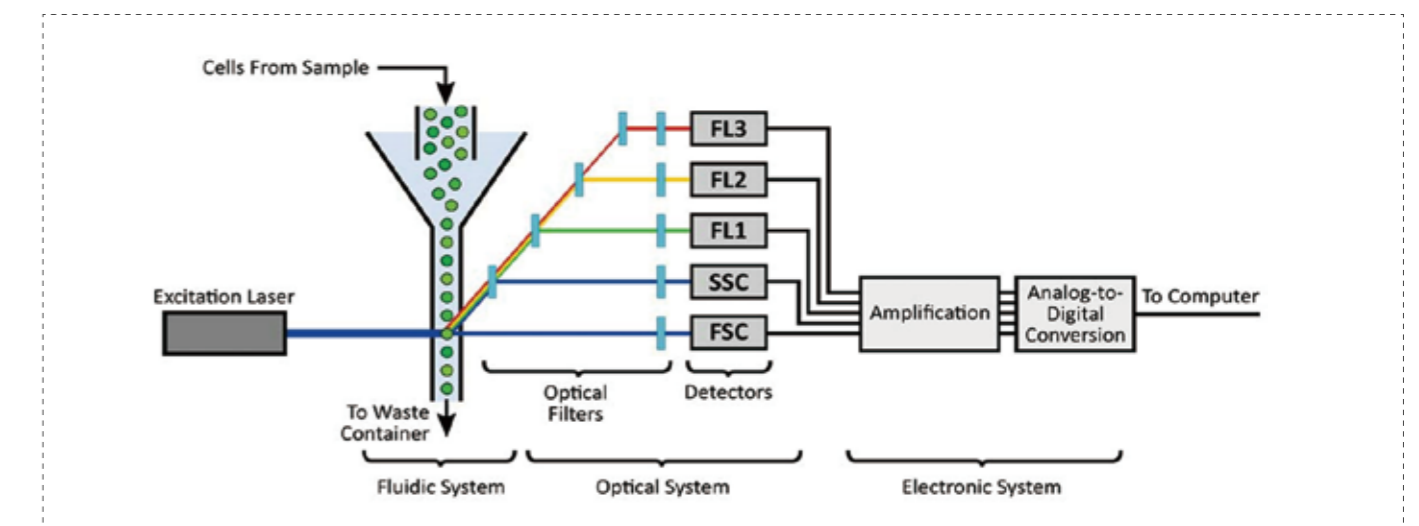 Cells From Sample
FL3
FL2
FL1
SSC
FSC
Excitation Laser
Amplification
Analog-to-
Digital
Conversion
To Computer
Optical
Filters
Detectors
To Waste
Container
Fluidic System
Optical System
Electronic System